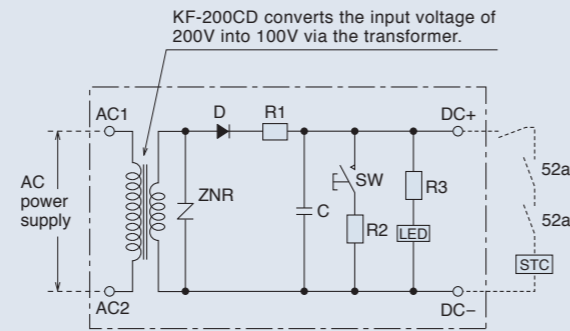 KF-200CD converts the input voltage of
200V into 100V via the transformer.
AC1
D
R1
DC+
AC
power
supply
ZNR
C
SW
R2
R3
LED
52a
52a
STC
AC2
DC−